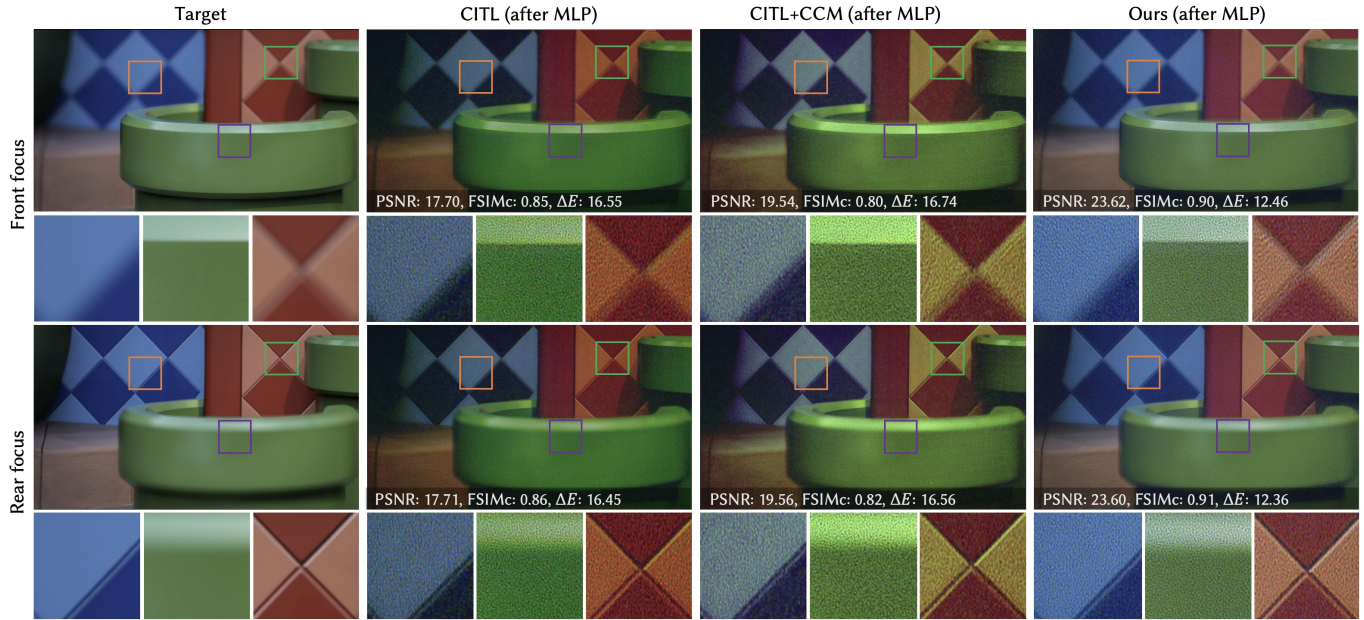 Target
CITL (after MLP)
CITL+CCM (after MLP)
Ours (after MLP)
Front focus
PSNR: 17.70, FSIMc: 0.85, ΔE: 16.55
PSNR: 19.54, FSIMc: 0.80, ΔE: 16.74
PSNR: 23.62, FSIMc: 0.90, ΔE: 12.46
Rear focus
PSNR: 17.71, FSIMc: 0.86, ΔE: 16.45
PSNR: 19.56, FSIMc: 0.82, ΔE: 16.56
PSNR: 23.60, FSIMc: 0.91, ΔE: 12.36